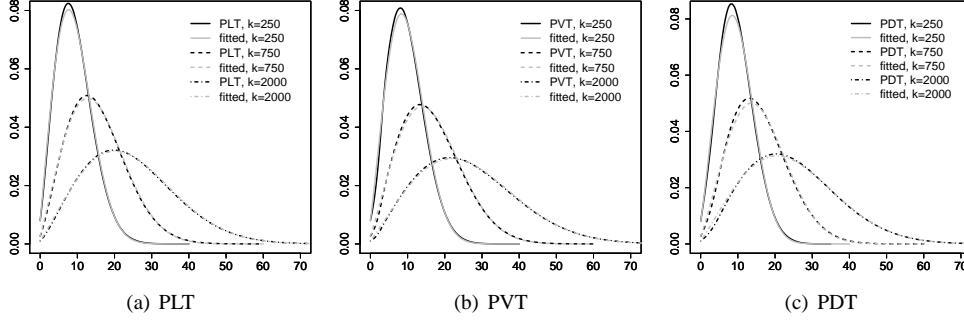 0.00 0.02 0.04 0.06 0.08
PLT, k=250
fitted, k=250
PLT, k=750
fitted, k=750
PLT, k=2000
fitted, k=2000
0 10 20 30 40 50 60 70
(a) PLT
0.00 0.02 0.04 0.06 0.08
PVT, k=250
fitted, k=250
PVT, k=750
fitted, k=750
PVT, k=2000
fitted, k=2000
0 10 20 30 40 50 60 70
(b) PVT
0.00 0.02 0.04 0.06 0.08
PDT, k=250
fitted, k=250
PDT, k=750
fitted, k=750
PDT, k=2000
fitted, k=2000
0 10 20 30 40 50 60 70
(c) PDT